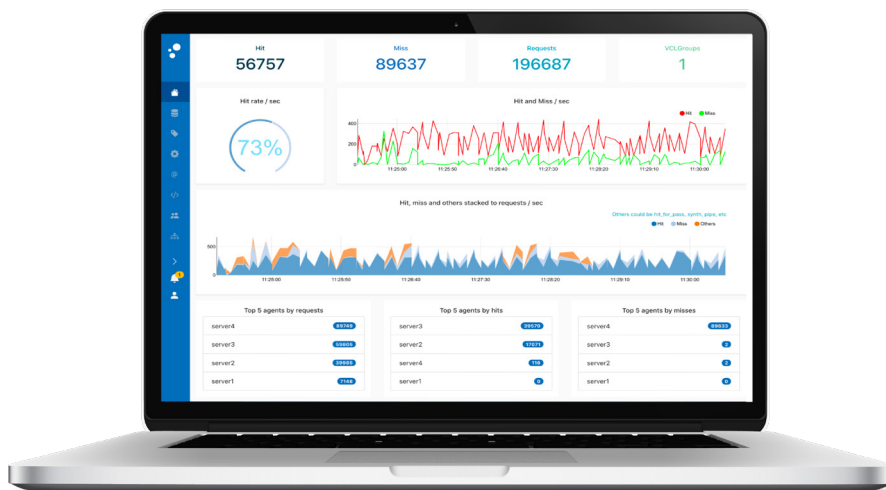 Hit
Miss
Requests
VCLGroups
56757
89637
196687
1
Hit rate / sec
73%
Hit and Miss / sec
Hit Miss
400
200
0
11:25:00 11:25:50 11:26:40 11:27:30 11:28:20 11:29:10 11:30:00
Hit, miss and others stacked to requests / sec
Others could be hit_for_pass, synth, pipe, etc
Hit Miss Others
500
0
11:25:00 11:25:50 11:26:40 11:27:30 11:28:20 11:29:10 11:30:00
Top 5 agents by requests
server4 89749
server3
server2
server1 7168
Top 5 agents by hits
server3 39570
server2 17071
server4 116
server1 0
Top 5 agents by misses
server4 89633
server3 2
server2 2
server1 0